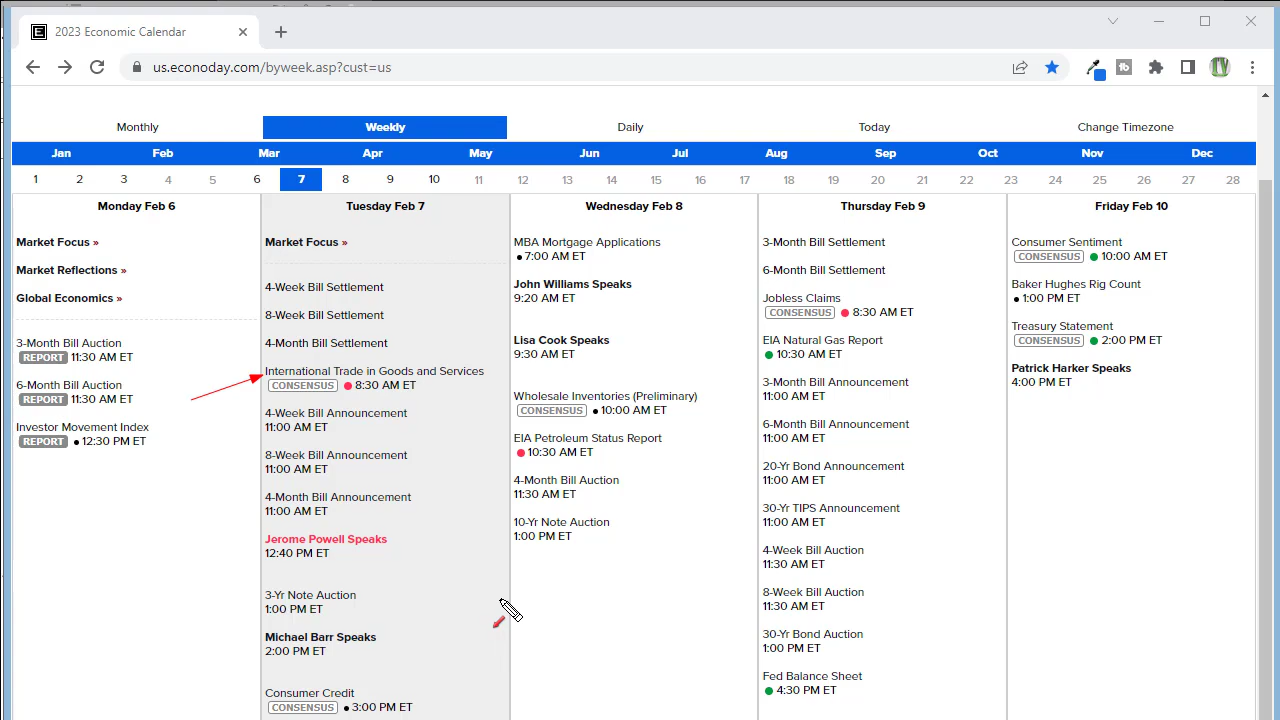 2023 Economic Calendar
us.econoday.com/byweek.asp?cust=us
Monthly Weekly Daily Today Change Timezone
Jan Feb Mar Apr May Jun Jul Aug Sep Oct Nov Dec
1 2 3 4 5 6 7 8 9 10 11 12 13 14 15 16 17 18 19 20 21 22 23 24 25 26 27 28
Monday Feb 6
Market Focus »
Market Reflections »
Global Economics »
3-Month Bill Auction
REPORT 11:30 AM ET
6-Month Bill Auction
REPORT 11:30 AM ET
Investor Movement Index
REPORT 12:30 PM ET
Tuesday Feb 7
Market Focus »
4-Week Bill Settlement
8-Week Bill Settlement
4-Month Bill Settlement
International Trade in Goods and Services
CONSENSUS 8:30 AM ET
4-Week Bill Announcement
11:00 AM ET
8-Week Bill Announcement
11:00 AM ET
4-Month Bill Announcement
11:00 AM ET
Jerome Powell Speaks
12:40 PM ET
3-Yr Note Auction
1:00 PM ET
Michael Barr Speaks
2:00 PM ET
Consumer Credit
CONSENSUS 3:00 PM ET
Wednesday Feb 8
MBA Mortgage Applications
7:00 AM ET
John Williams Speaks
9:20 AM ET
Lisa Cook Speaks
9:30 AM ET
Wholesale Inventories (Preliminary)
CONSENSUS 10:00 AM ET
EIA Petroleum Status Report
10:30 AM ET
4-Month Bill Auction
11:30 AM ET
10-Yr Note Auction
1:00 PM ET
Thursday Feb 9
3-Month Bill Settlement
6-Month Bill Settlement
Jobless Claims
CONSENSUS 8:30 AM ET
EIA Natural Gas Report
10:30 AM ET
3-Month Bill Announcement
11:00 AM ET
6-Month Bill Announcement
11:00 AM ET
20-Yr Bond Announcement
11:00 AM ET
30-Yr TIPS Announcement
11:00 AM ET
4-Week Bill Auction
11:30 AM ET
8-Week Bill Auction
11:30 AM ET
30-Yr Bond Auction
1:00 PM ET
Fed Balance Sheet
4:30 PM ET
Friday Feb 10
Consumer Sentiment
CONSENSUS 10:00 AM ET
Baker Hughes Rig Count
1:00 PM ET
Treasury Statement
CONSENSUS 2:00 PM ET
Patrick Harker Speaks
4:00 PM ET